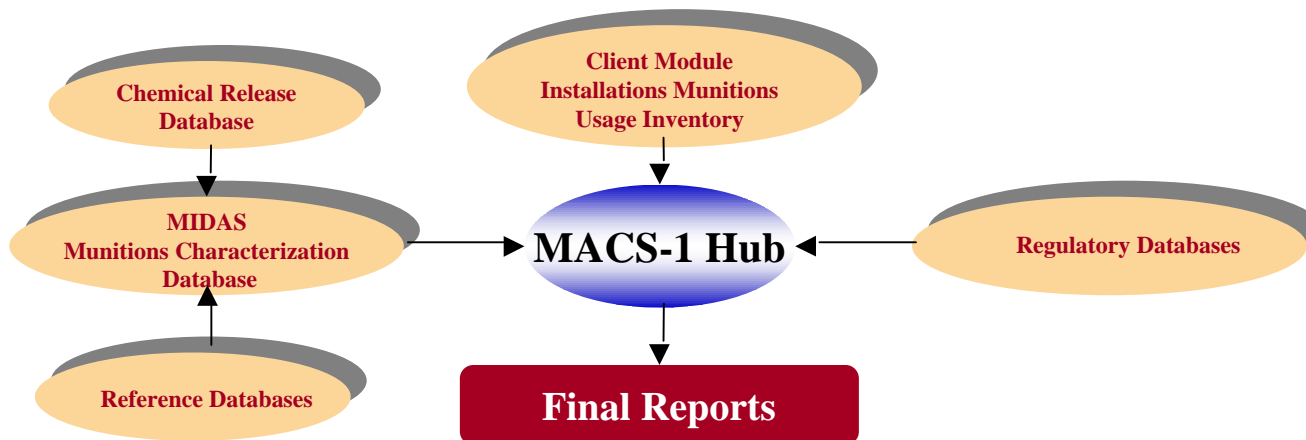 Chemical Release
Database
Client Module
Installations Munitions
Usage Inventory
MIDAS
Munitions Characterization
Database
MACS-1 Hub
Regulatory Databases
Reference Databases
Final Reports